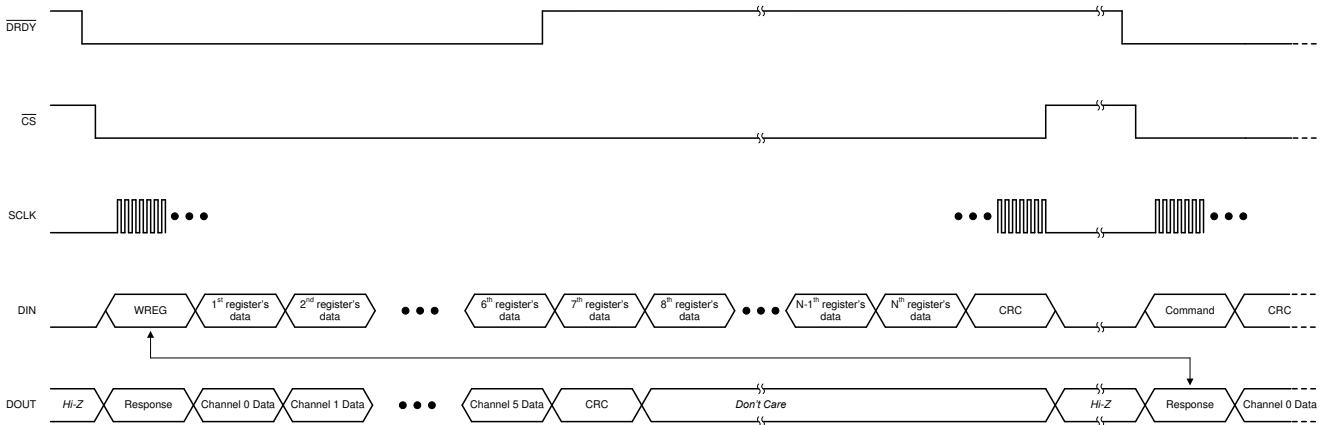 DRDY
CS
SCLK
DIN
WREG
1st register's
data
2nd register's
data
6th register's
data
7th register's
data
8th register's
data
N-1th register's
data
Nth register's
data
CRC
Command
CRC
DOUT
Hi-Z
Response
Channel 0 Data
Channel 1 Data
Channel 5 Data
CRC
Don't Care
Hi-Z
Response
Channel 0 Data